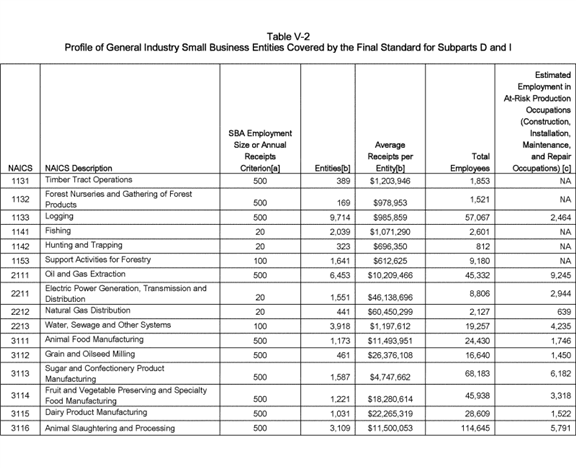 Table V-2
Profile of General Industry Small Business Entities Covered by the Final Standard for Subparts D and I
NAICS NAICS Description SBA Employment Size or Annual Receipts Criterion[a] Entities[b] Average Receipts per Entity[b] Total Employees Estimated Employment in At-Risk Production Occupations (Construction, Installation, Maintenance, and Repair Occupations) [c]
1131 Timber Tract Operations 500 389 $1,203,946 1,853 NA
1132 Forest Nurseries and Gathering of Forest Products 500 169 $978,953 1,521 NA
1133 Logging 500 9,714 $985,859 57,067 2,464
1141 Fishing 20 2,039 $1,071,290 2,601 NA
1142 Hunting and Trapping 20 323 $696,350 812 NA
1153 Support Activities for Forestry 100 1,641 $612,625 9,180 NA
2111 Oil and Gas Extraction 500 6,453 $10,209,466 45,332 9,245
2211 Electric Power Generation, Transmission and Distribution 20 1,551 $46,138,696 8,806 2,944
2212 Natural Gas Distribution 20 441 $60,450,299 2,127 639
2213 Water, Sewage and Other Systems 100 3,918 $1,197,612 19,257 4,235
3111 Animal Food Manufacturing 500 1,173 $11,493,951 24,430 1,746
3112 Grain and Oilseed Milling 500 461 $26,376,108 16,640 1,450
3113 Sugar and Confectionery Product Manufacturing 500 1,587 $4,747,662 68,183 6,182
3114 Fruit and Vegetable Preserving and Specialty Food Manufacturing 500 1,221 $18,280,614 45,938 3,318
3115 Dairy Product Manufacturing 500 1,031 $22,265,319 28,609 1,522
3116 Animal Slaughtering and Processing 500 3,109 $11,500,053 114,645 5,791